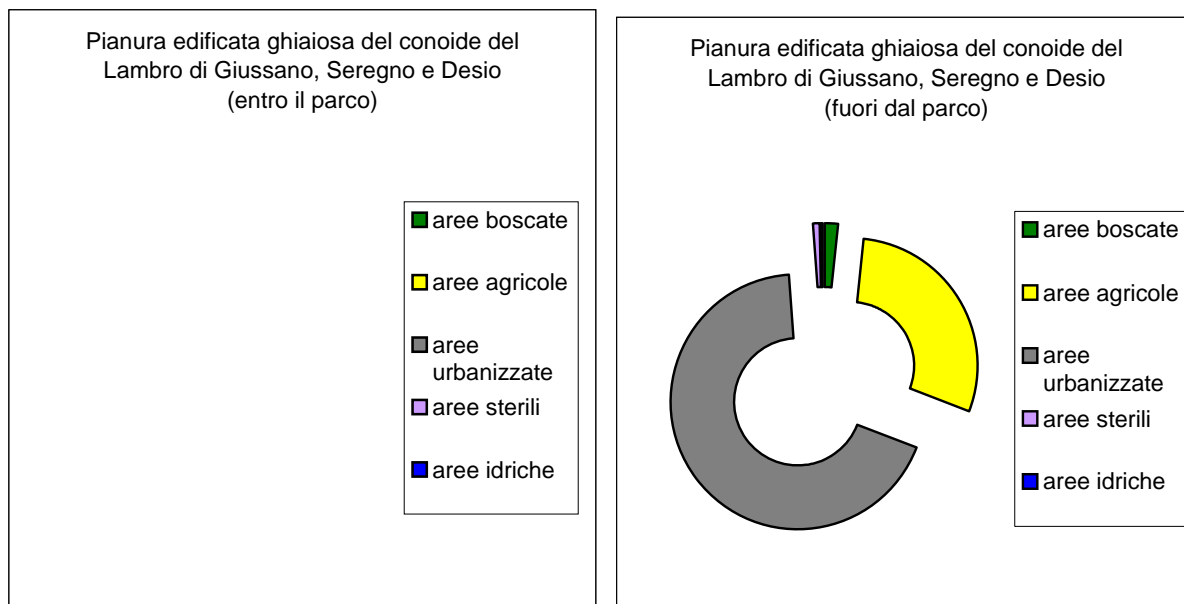 Pianura edificata ghiaiosa del conoide del
Lambro di Giussano, Seregno e Desio
(entro il parco)
aree boscate
aree agricole
aree
urbanizzate
aree sterili
aree idriche
Pianura edificata ghiaiosa del conoide del
Lambro di Giussano, Seregno e Desio
(fuori dal parco)
aree boscate
aree agricole
aree
urbanizzate
aree sterili
aree idriche